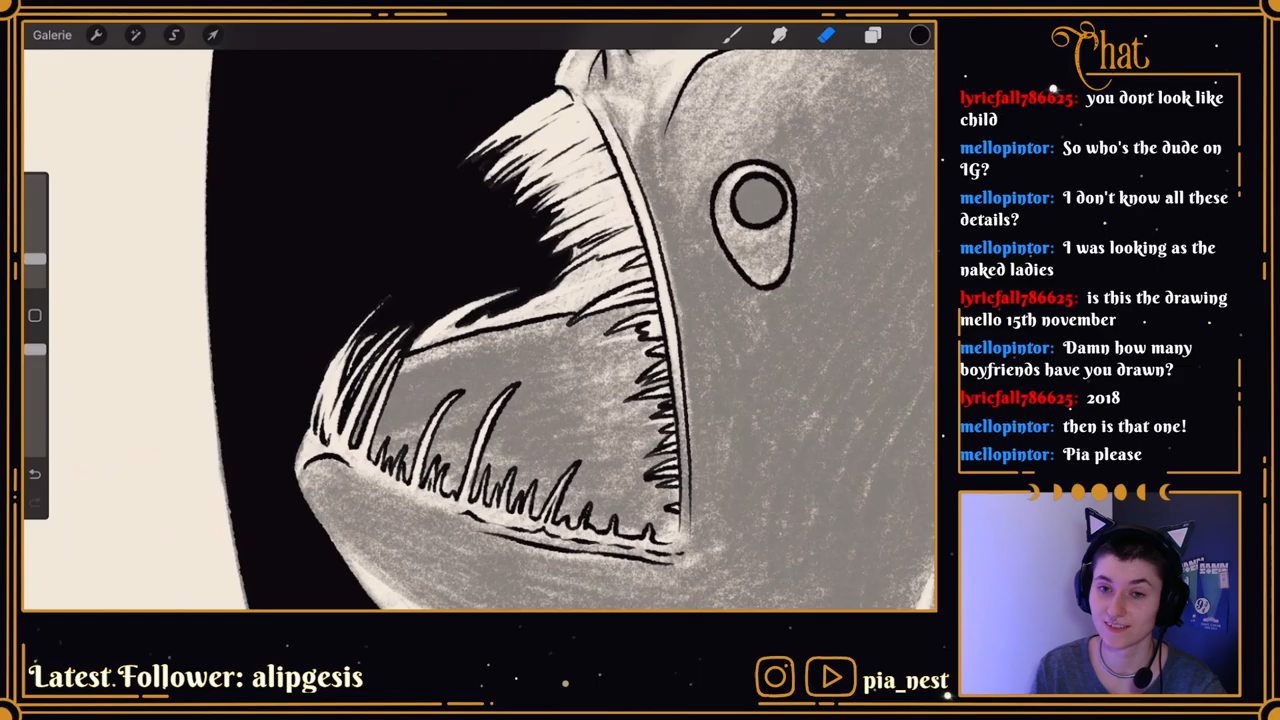 Galerie
Chat
lyricfall786625: you dont look like
child
mellopintor: So who's the dude on
IG?
mellopintor: I don't know all these
details?
mellopintor: I was looking as the
naked ladies
lyricfall786625: is this the drawing
mello 15th november
mellopintor: Damn how many
boyfriends have you drawn?
lyricfall786625: 2018
mellopintor: then is that one!
mellopintor: Pia please
Latest Follower: alipgesis
pia_nest